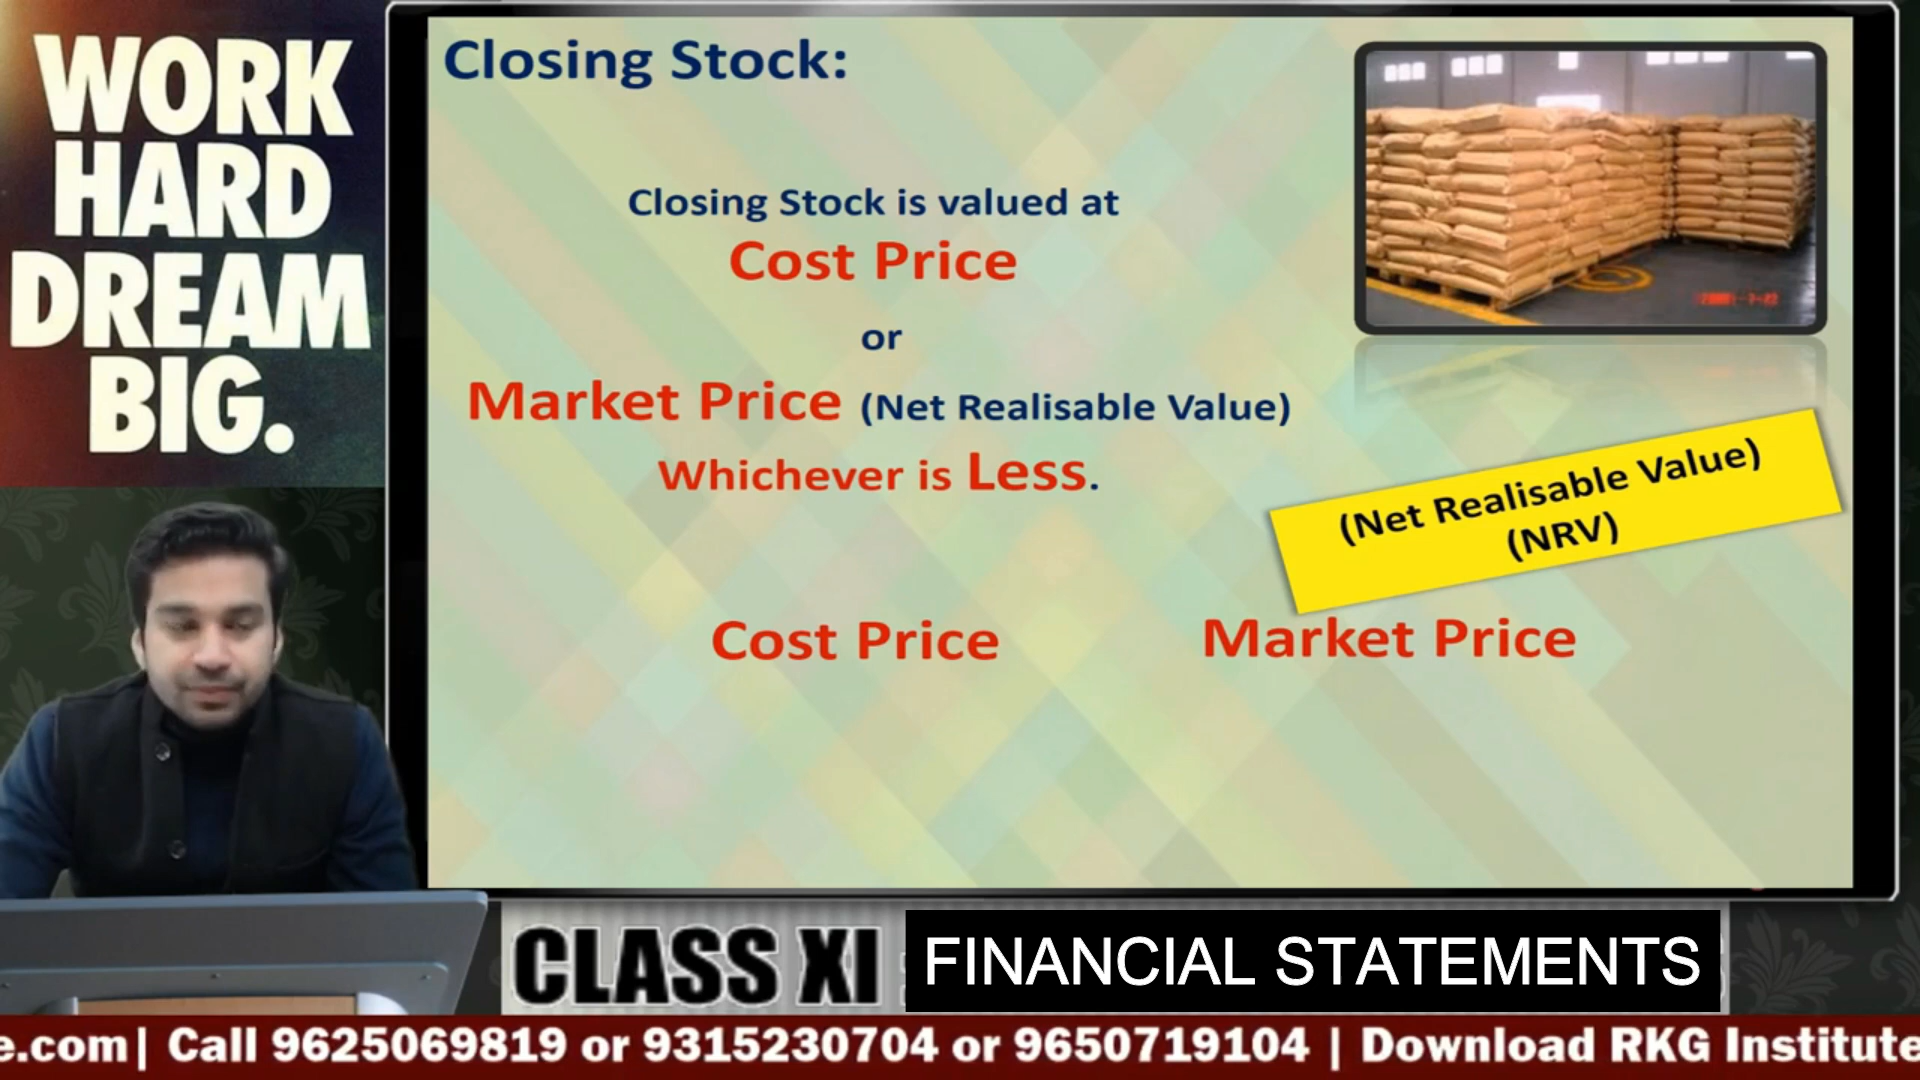 WORK
HARD
DREAM
BIG.
Closing Stock:
Closing Stock is valued at
Cost Price
or
Market Price (Net Realisable Value)
Whichever is Less.
(Net Realisable Value)
(NRV)
Cost Price
Market Price
CLASS XI
FINANCIAL STATEMENTS
e.com| Call 9625069819 or 9315230704 or 9650719104 | Download RKG Institute